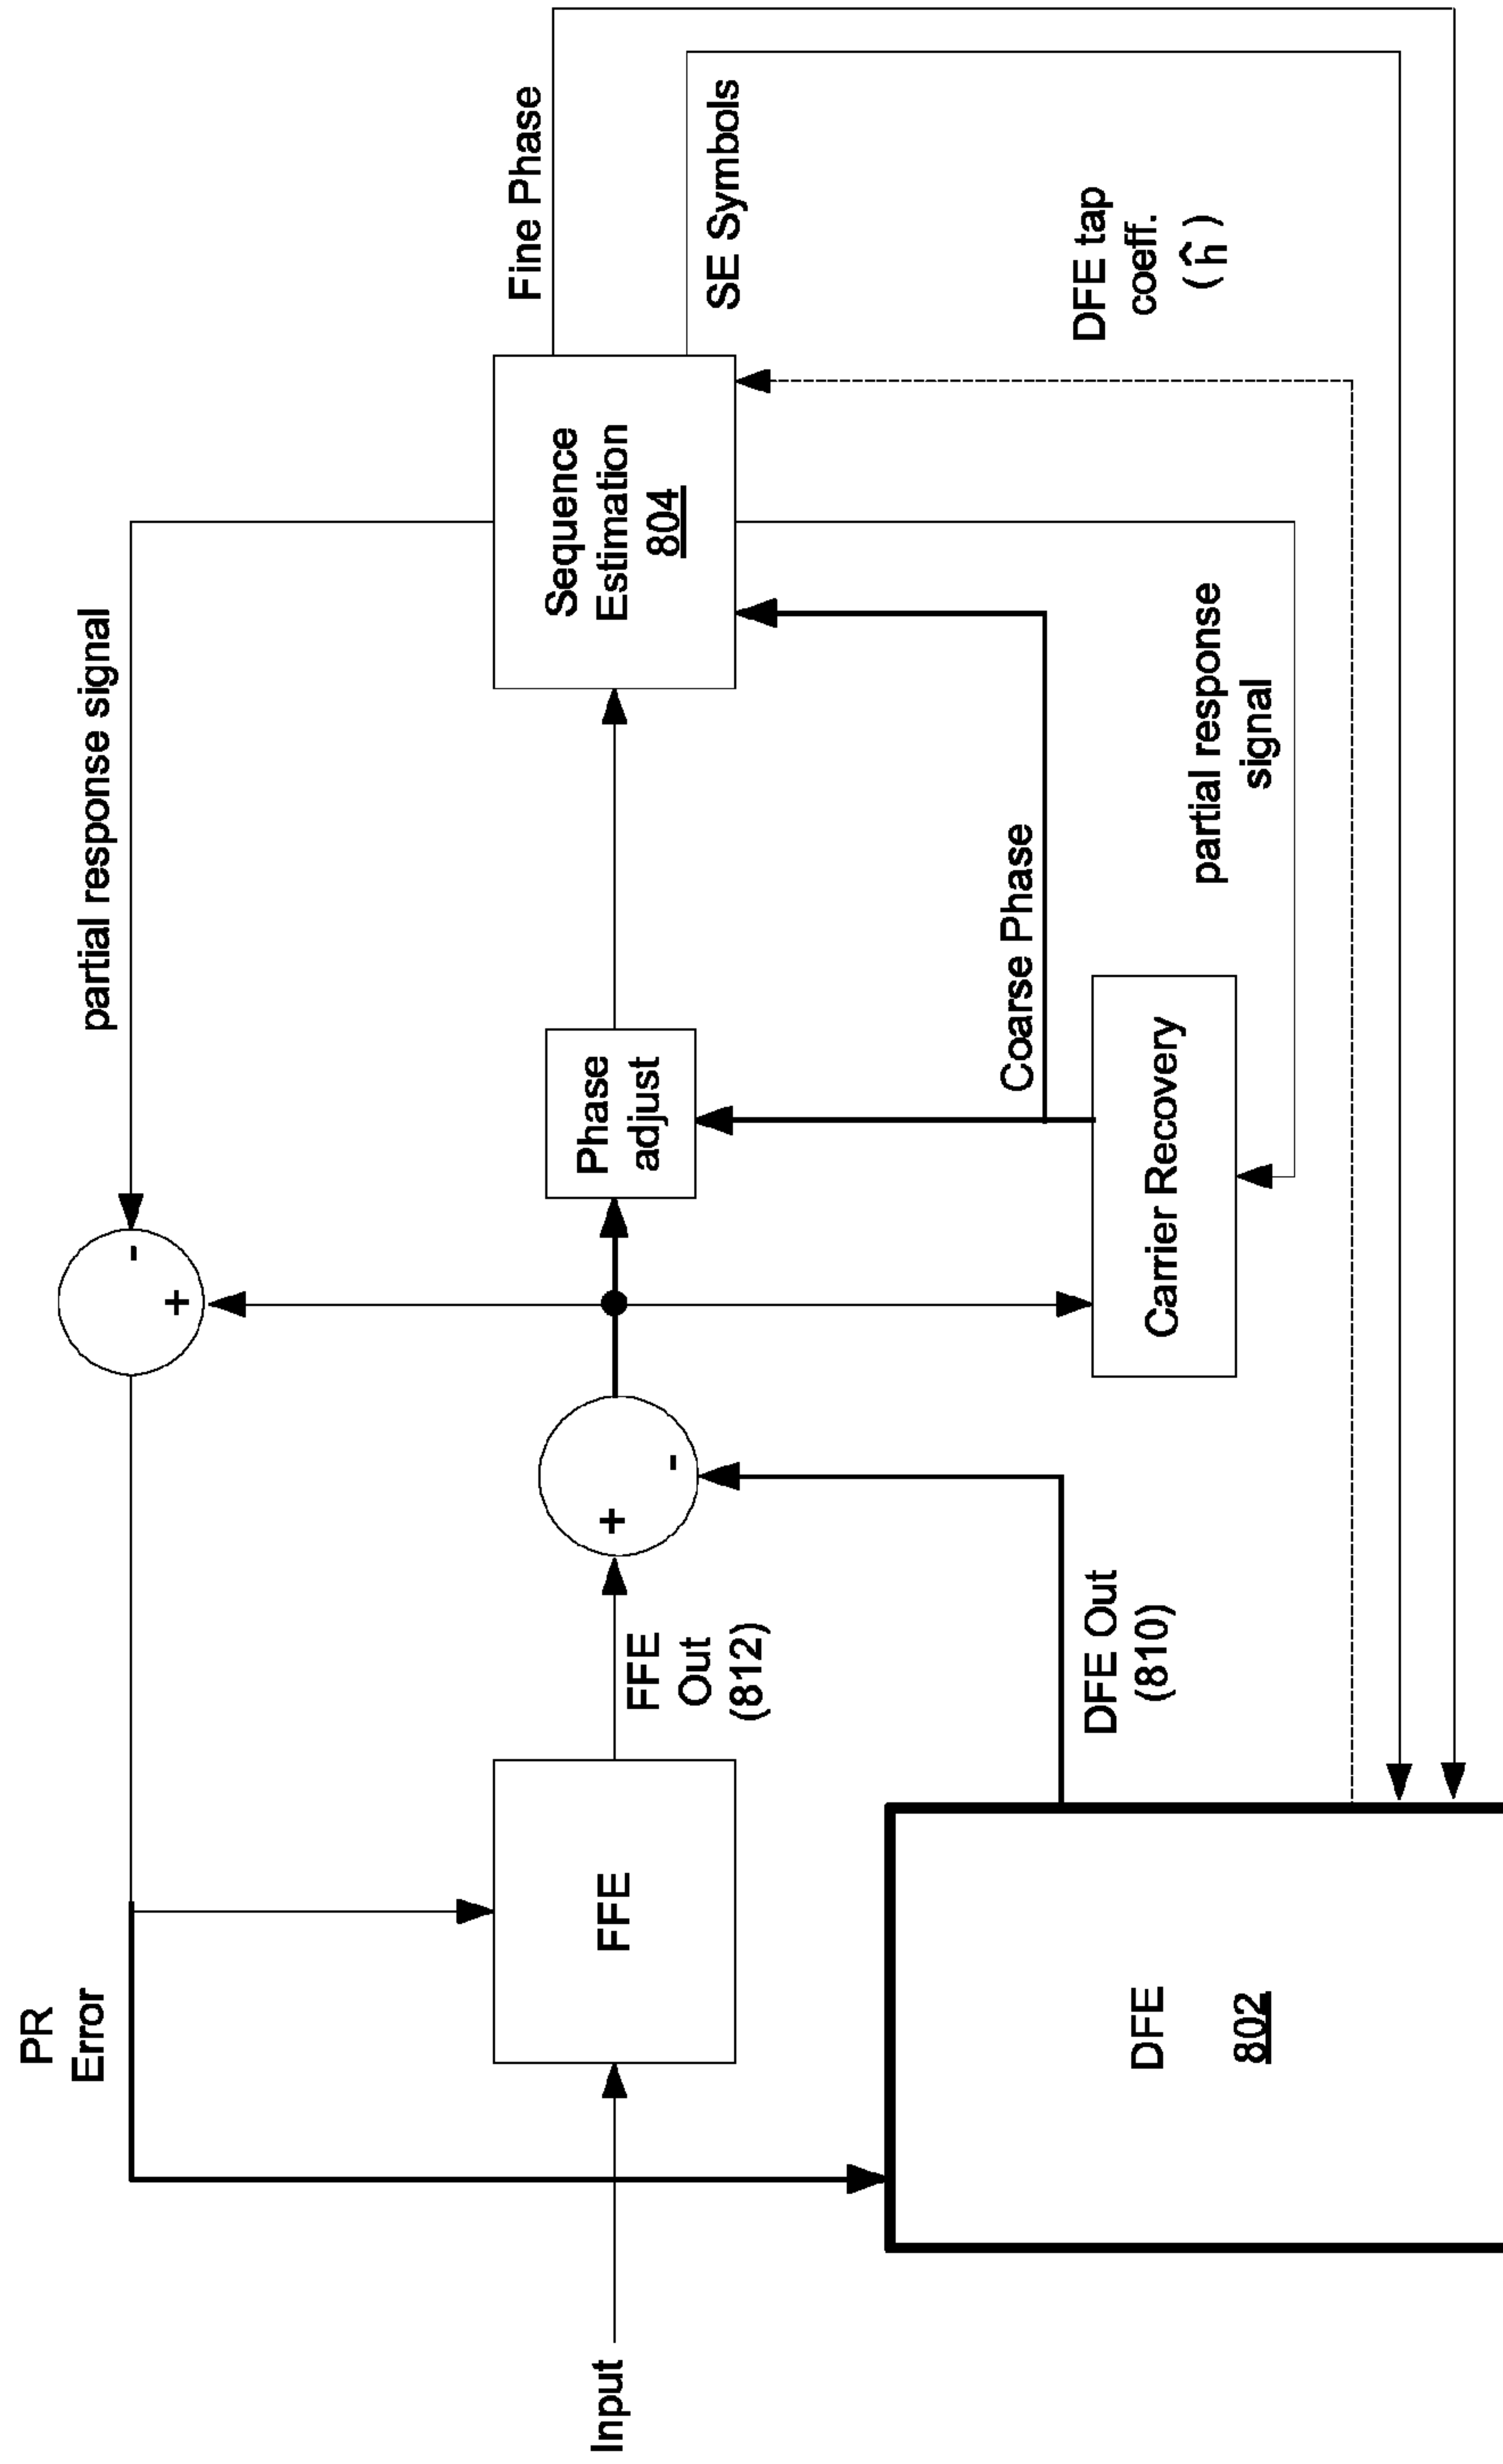 PR
Error
partial response signal
Fine Phase
SE Symbols
Input
FFE
FFE
Out
(812)
+
-
+
-
Phase
adjust
Sequence
Estimation
804
Coarse Phase
DFE tap
coeff.
(ĥ)
DFE
802
DFE Out
(810)
Carrier Recovery
partial response
signal